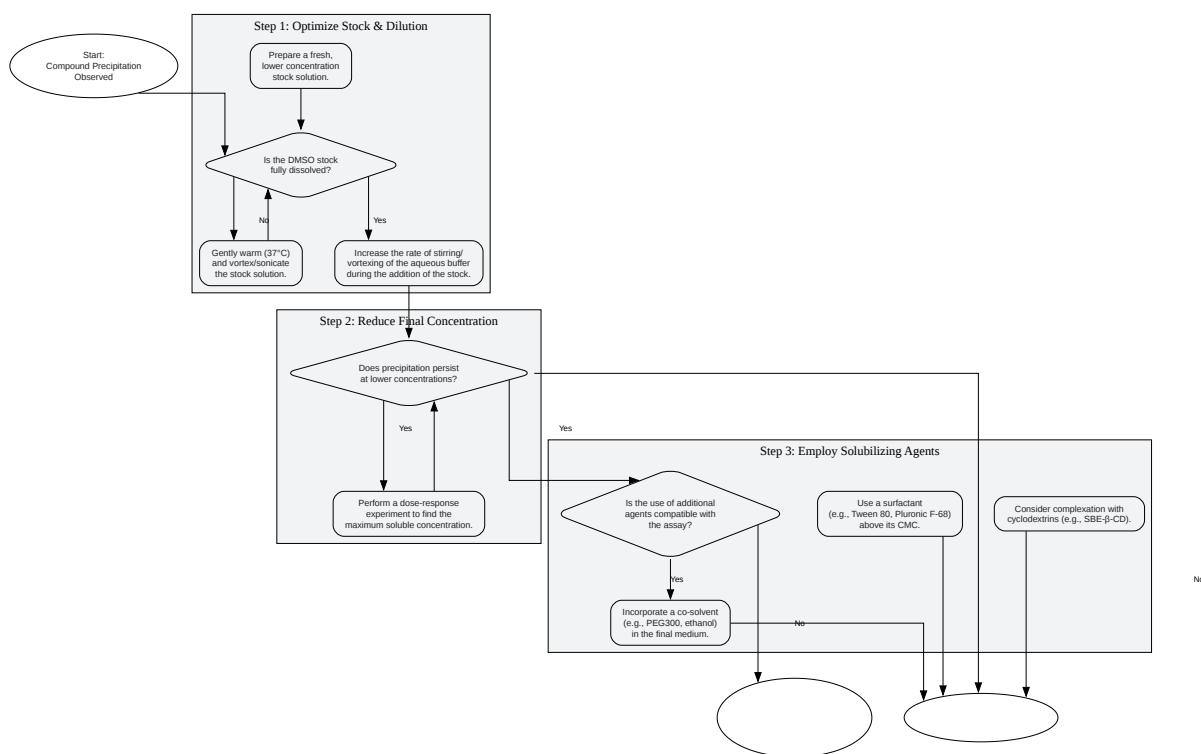 Step 1: Optimize Stock & Dilution
Start:
Compound Precipitation
Observed
Prepare a fresh,
lower concentration
stock solution.
Is the DMSO stock
fully dissolved?
No
Yes
Gently warm (37°C)
and vortex/sonicate
the stock solution.
Increase the rate of stirring/
vortexing of the aqueous buffer
during the addition of the stock.
Step 2: Reduce Final Concentration
Does precipitation persist
at lower concentrations?
Yes
Yes
Perform a dose-response
experiment to find the
maximum soluble concentration.
Step 3: Employ Solubilizing Agents
Is the use of additional
agents compatible with
the assay?
Use a surfactant
(e.g., Tween 80, Pluronic F-68)
above its CMC.
Consider complexation with
cyclodextrins (e.g., SBE-β-CD).
Yes
No
Incorporate a co-solvent
(e.g., PEG300, ethanol)
in the final medium.
No